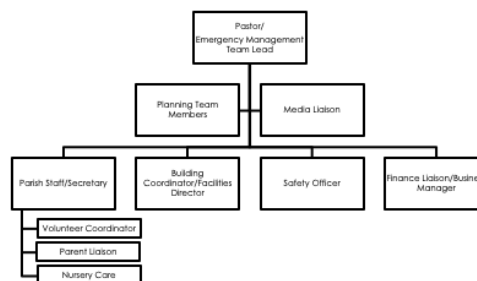 Pastor/
Emergency Management
Team Lead
Planning Team
Members
Media Liaison
Parish Staff/Secretary
Building
Coordinator/Facilities
Director
Safety Officer
Finance Liaison/Busine
Manager
Volunteer Coordinator
Parent Liaison
Nursery Care